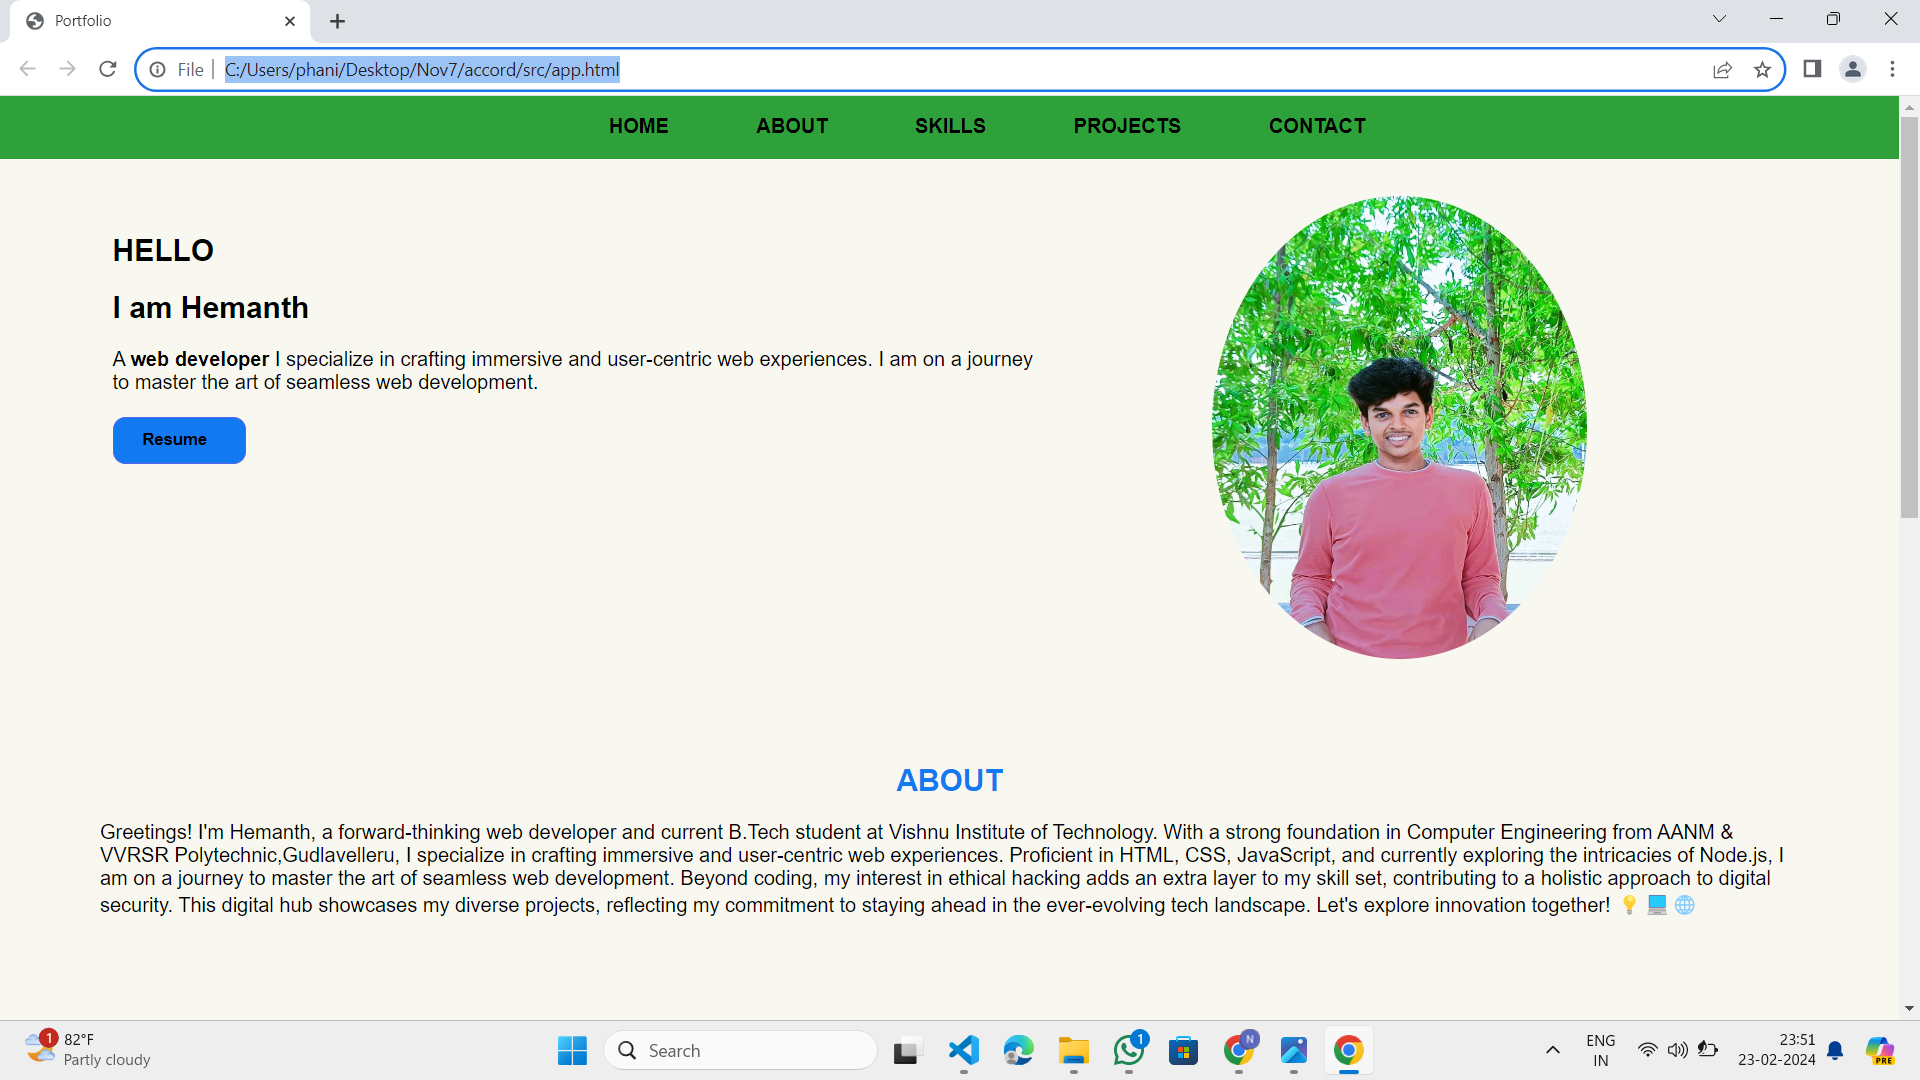 Portfolio
File
C:/Users/phani/Desktop/Nov7/accord/src/app.html
HOME ABOUT SKILLS PROJECTS CONTACT
HELLO
I am Hemanth
A web developer I specialize in crafting immersive and user-centric web experiences. I am on a journey
to master the art of seamless web development.
Resume
ABOUT
Greetings! I'm Hemanth, a forward-thinking web developer and current B.Tech student at Vishnu Institute of Technology. With a strong foundation in Computer Engineering from AANM &
VVRSR Polytechnic,Gudlavelleru, I specialize in crafting immersive and user-centric web experiences. Proficient in HTML, CSS, JavaScript, and currently exploring the intricacies of Node.js, I
am on a journey to master the art of seamless web development. Beyond coding, my interest in ethical hacking adds an extra layer to my skill set, contributing to a holistic approach to digital
security. This digital hub showcases my diverse projects, reflecting my commitment to staying ahead in the ever-evolving tech landscape. Let's explore innovation together! 💡 💻 🌐
1
82°F
Partly cloudy
Search
1
N
ENG
IN
23:51
23-02-2024
PRE